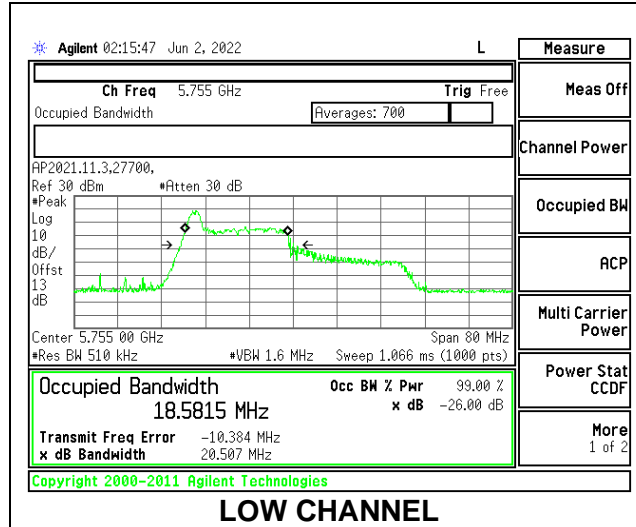 Agilent 02:15:47 Jun 2, 2022 L Measure
Ch Freq 5.755 GHz Trig Free
Occupied Bandwidth Averages: 700
Meas Off
Channel Power
Occupied BW
ACP
Multi Carrier
Power
Power Stat
CCDF
More
1 of 2
AP2021.11.3,27700,
Ref 30 dBm #Atten 30 dB
#Peak
Log
10
dB/
Offst
13
dB
Center 5.755 00 GHz Span 80 MHz
#Res BW 510 kHz #VBW 1.6 MHz Sweep 1.066 ms (1000 pts)
Occupied Bandwidth Occ BW % Pwr 99.00 %
18.5815 MHz x dB -26.00 dB
Transmit Freq Error -10.384 MHz
x dB Bandwidth 20.507 MHz
Copyright 2000-2011 Agilent Technologies
LOW CHANNEL